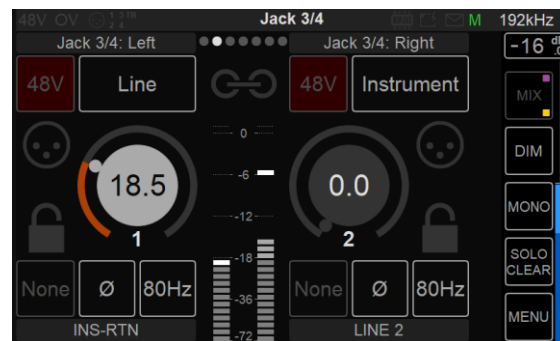 48V OV Jack 3/4 M 192kHz
Jack 3/4: Left Jack 3/4: Right -16
48V Line 48V Instrument MIX
0
-6 DIM
18.5 0.0
-12
1 2 MONO
-18
SOLO
CLEAR
None Ø 80Hz -36 None Ø 80Hz
MENU
INS-RTN -72 LINE 2